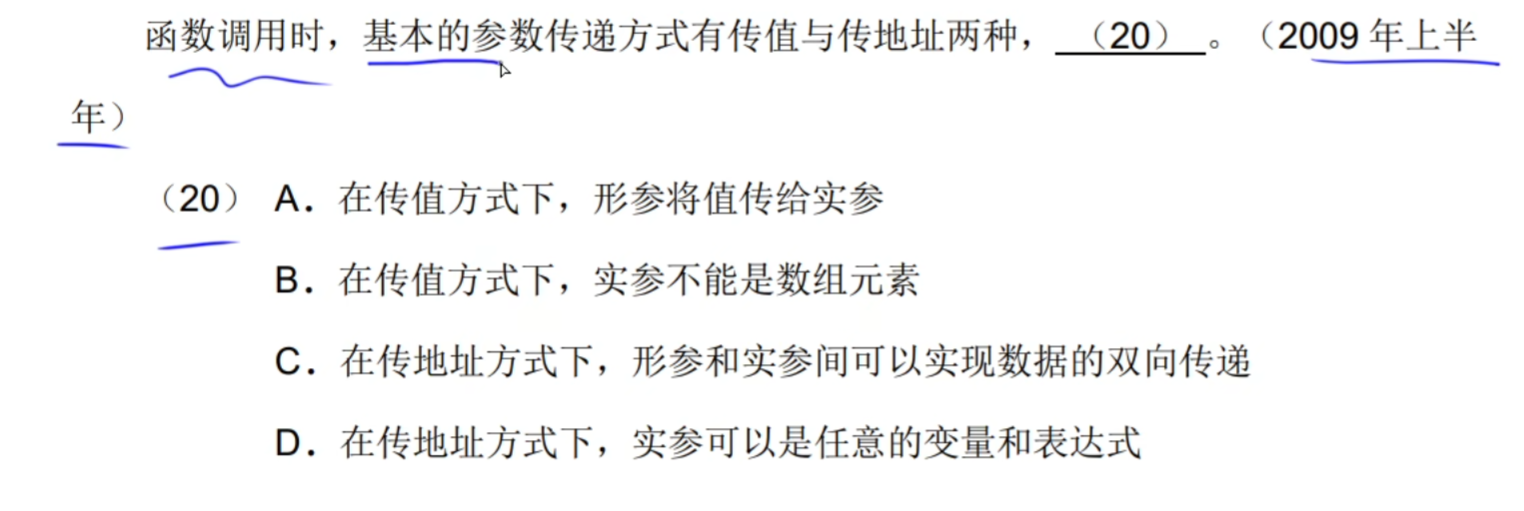 函数调用时，基本的参数传递方式有传值与传地址两种，（20）。（2009 年上半
年）
（20） A．在传值方式下，形参将值传给实参
B．在传值方式下，实参不能是数组元素
C．在传地址方式下，形参和实参间可以实现数据的双向传递
D．在传地址方式下，实参可以是任意的变量和表达式